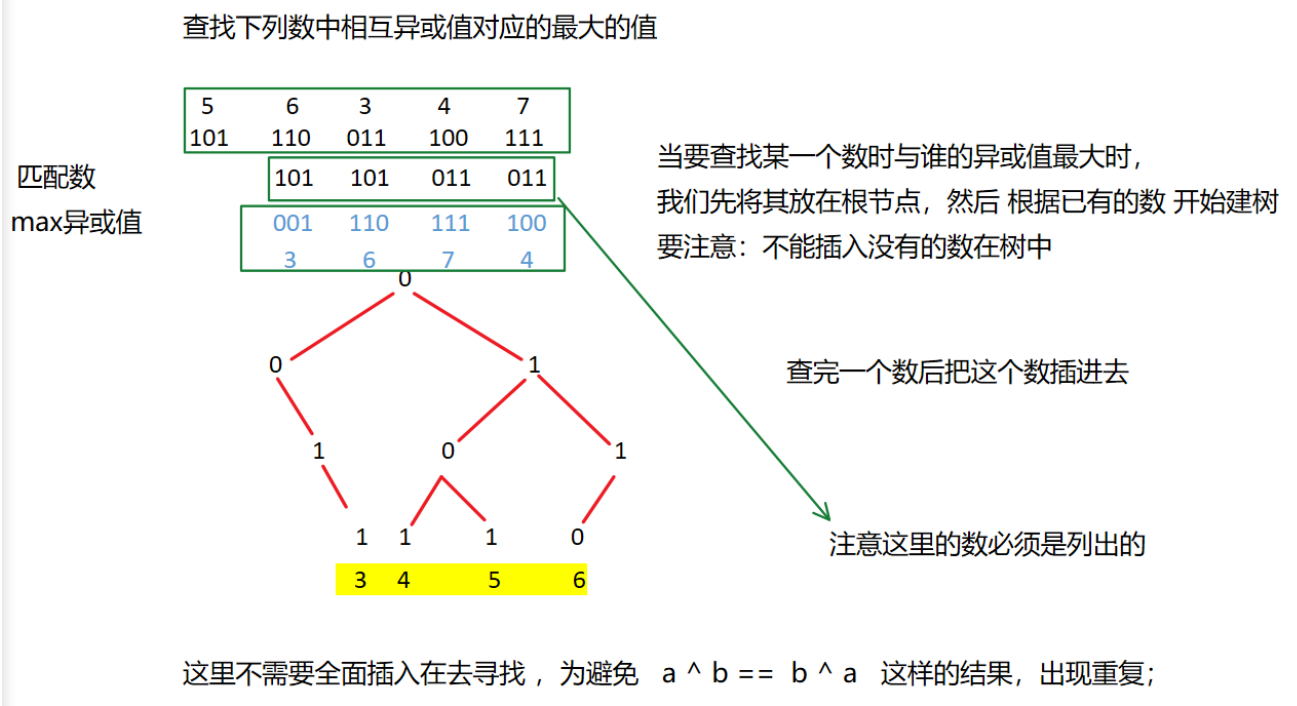 查找下列数中相互异或值对应的最大的值
5 6 3 4 7
101 110 011 100 111
匹配数 101 101 011 011
max异或值 001 110 111 100
3 6 7 4
当要查找某一个数时与谁的异或值最大时，
我们先将其放在根节点，然后 根据已有的数 开始建树
要注意：不能插入没有的数在树中
0
0 1
查完一个数后把这个数插进去
1 0 1
1 1 1 0
注意这里的数必须是列出的
3 4 5 6
这里不需要全面插入在去寻找 ，为避免 a ^ b == b ^ a 这样的结果，出现重复；